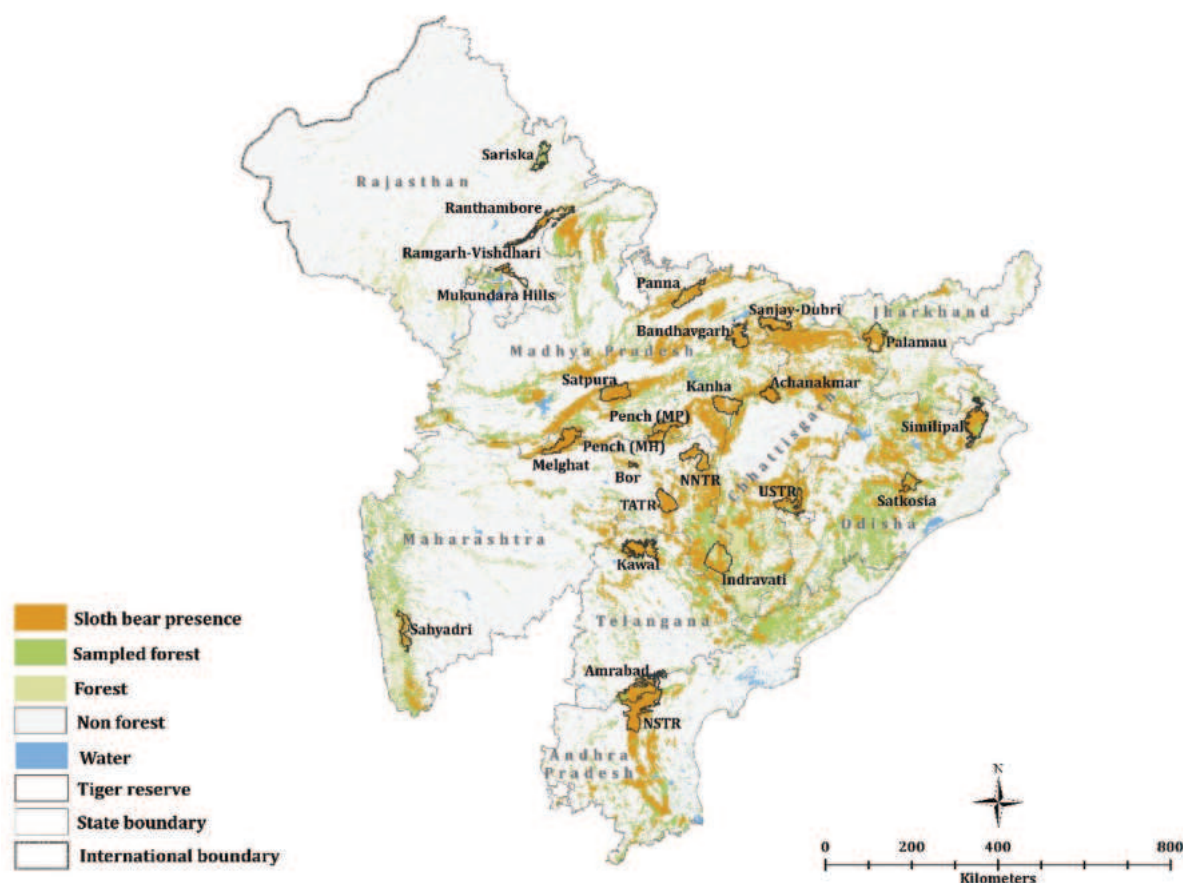 Sariska
Rajasthan
Ranthambore
Ramgarh-Vishdhari
Mukundara Hills
Panna
Sanjay-Dubri
Jharkhand
Bandhavgarh
Palamau
Madhya Pradesh
Satpura
Kanha
Achanakmar
Pench (MP)
Similipal
Pench (MH)
Melghat
Chhattisgarh
Bor
NNTR
USTR
Satkosia
TATR
Odisha
Maharashtra
Kawal
Indravati
Telangana
Sahyadri
Amrabad
NSTR
Andhra
Pradesh
Sloth bear presence
Sampled forest
Forest
Non forest
Water
Tiger reserve
State boundary
International boundary
N
0 200 400 800
Kilometers